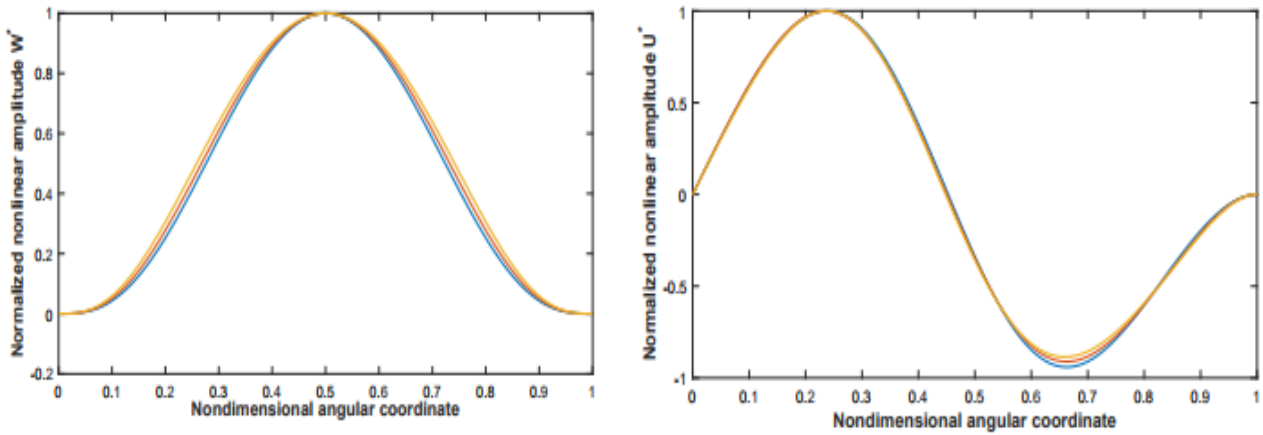 Normalized nonlinear amplitude W*
1
0.8
0.6
0.4
0.2
0
-0.2
0 0.1 0.2 0.3 0.4 0.5 0.6 0.7 0.8 0.9 1
Nondimensional angular coordinate
Normalized nonlinear amplitude U*
1
0.5
0
-0.5
-1
0 0.1 0.2 0.3 0.4 0.5 0.6 0.7 0.8 0.9 1
Nondimensional angular coordinate